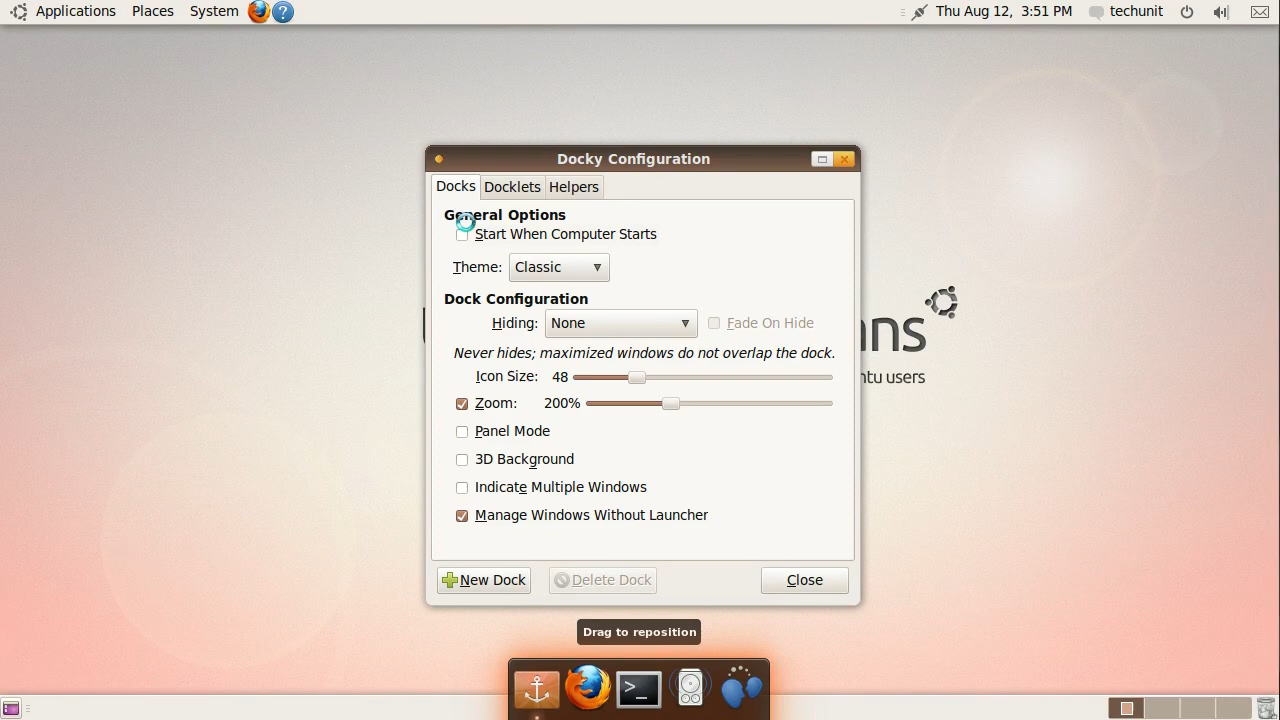 Applications Places System Thu Aug 12, 3:51 PM techunit
Docky Configuration
Docks Docklets Helpers
General Options
Start When Computer Starts
Theme: Classic
Dock Configuration
Hiding: None Fade On Hide
Never hides; maximized windows do not overlap the dock.
Icon Size: 48
Zoom: 200%
Panel Mode
3D Background
Indicate Multiple Windows
Manage Windows Without Launcher
New Dock Delete Dock Close
Drag to reposition